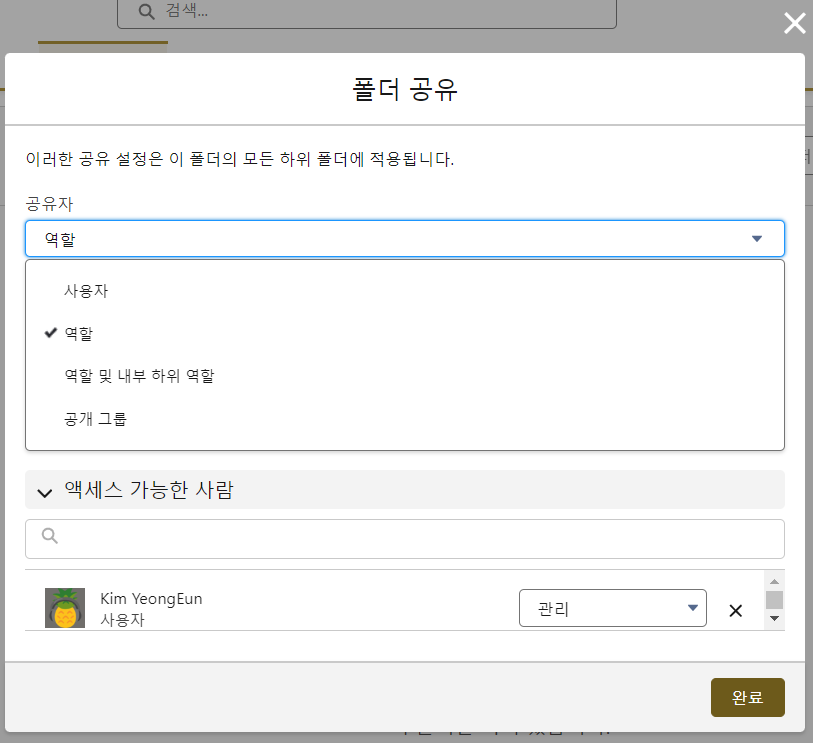 검색...
폴더 공유
이러한 공유 설정은 이 폴더의 모든 하위 폴더에 적용됩니다.
공유자
역할
사용자
역할
역할 및 내부 하위 역할
공개 그룹
액세스 가능한 사람
Kim YeongEun
사용자
관리
완료